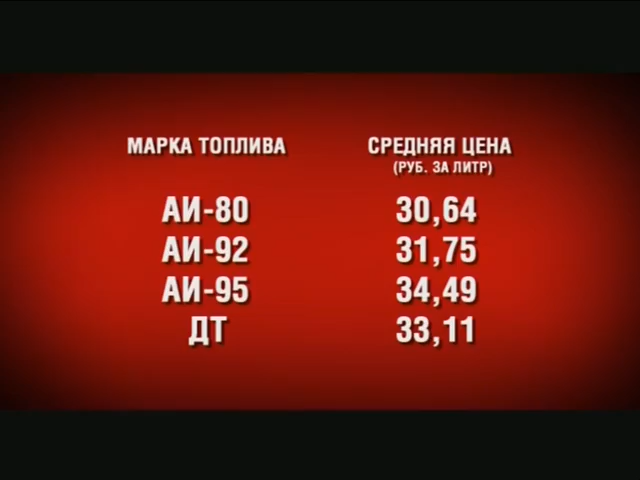 МАРКА ТОПЛИВА СРЕДНЯЯ ЦЕНА
(РУБ. ЗА ЛИТР)
АИ-80 30,64
АИ-92 31,75
АИ-95 34,49
ДТ 33,11